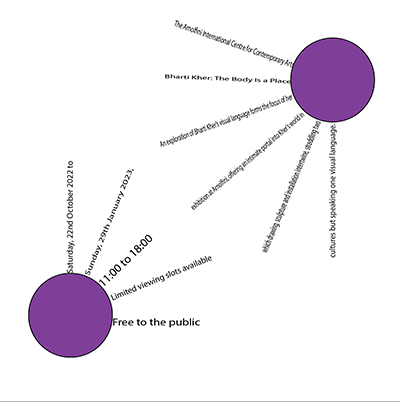 The Arnolfini International Centre for Contemporary Arts
Bharti Kher: The Body Is a Place
An exploration of Bharti Kher's visual language forms the focus of her
exhibition at Arnolfini, offering an intimate portal into Kher's world in
which drawing, sculpture and installation intertwine, straddling two
cultures but speaking one visual language.
Saturday, 22nd October 2022 to
Sunday, 29th January 2023,
11:00 to 18:00
Limited viewing slots available
Free to the public